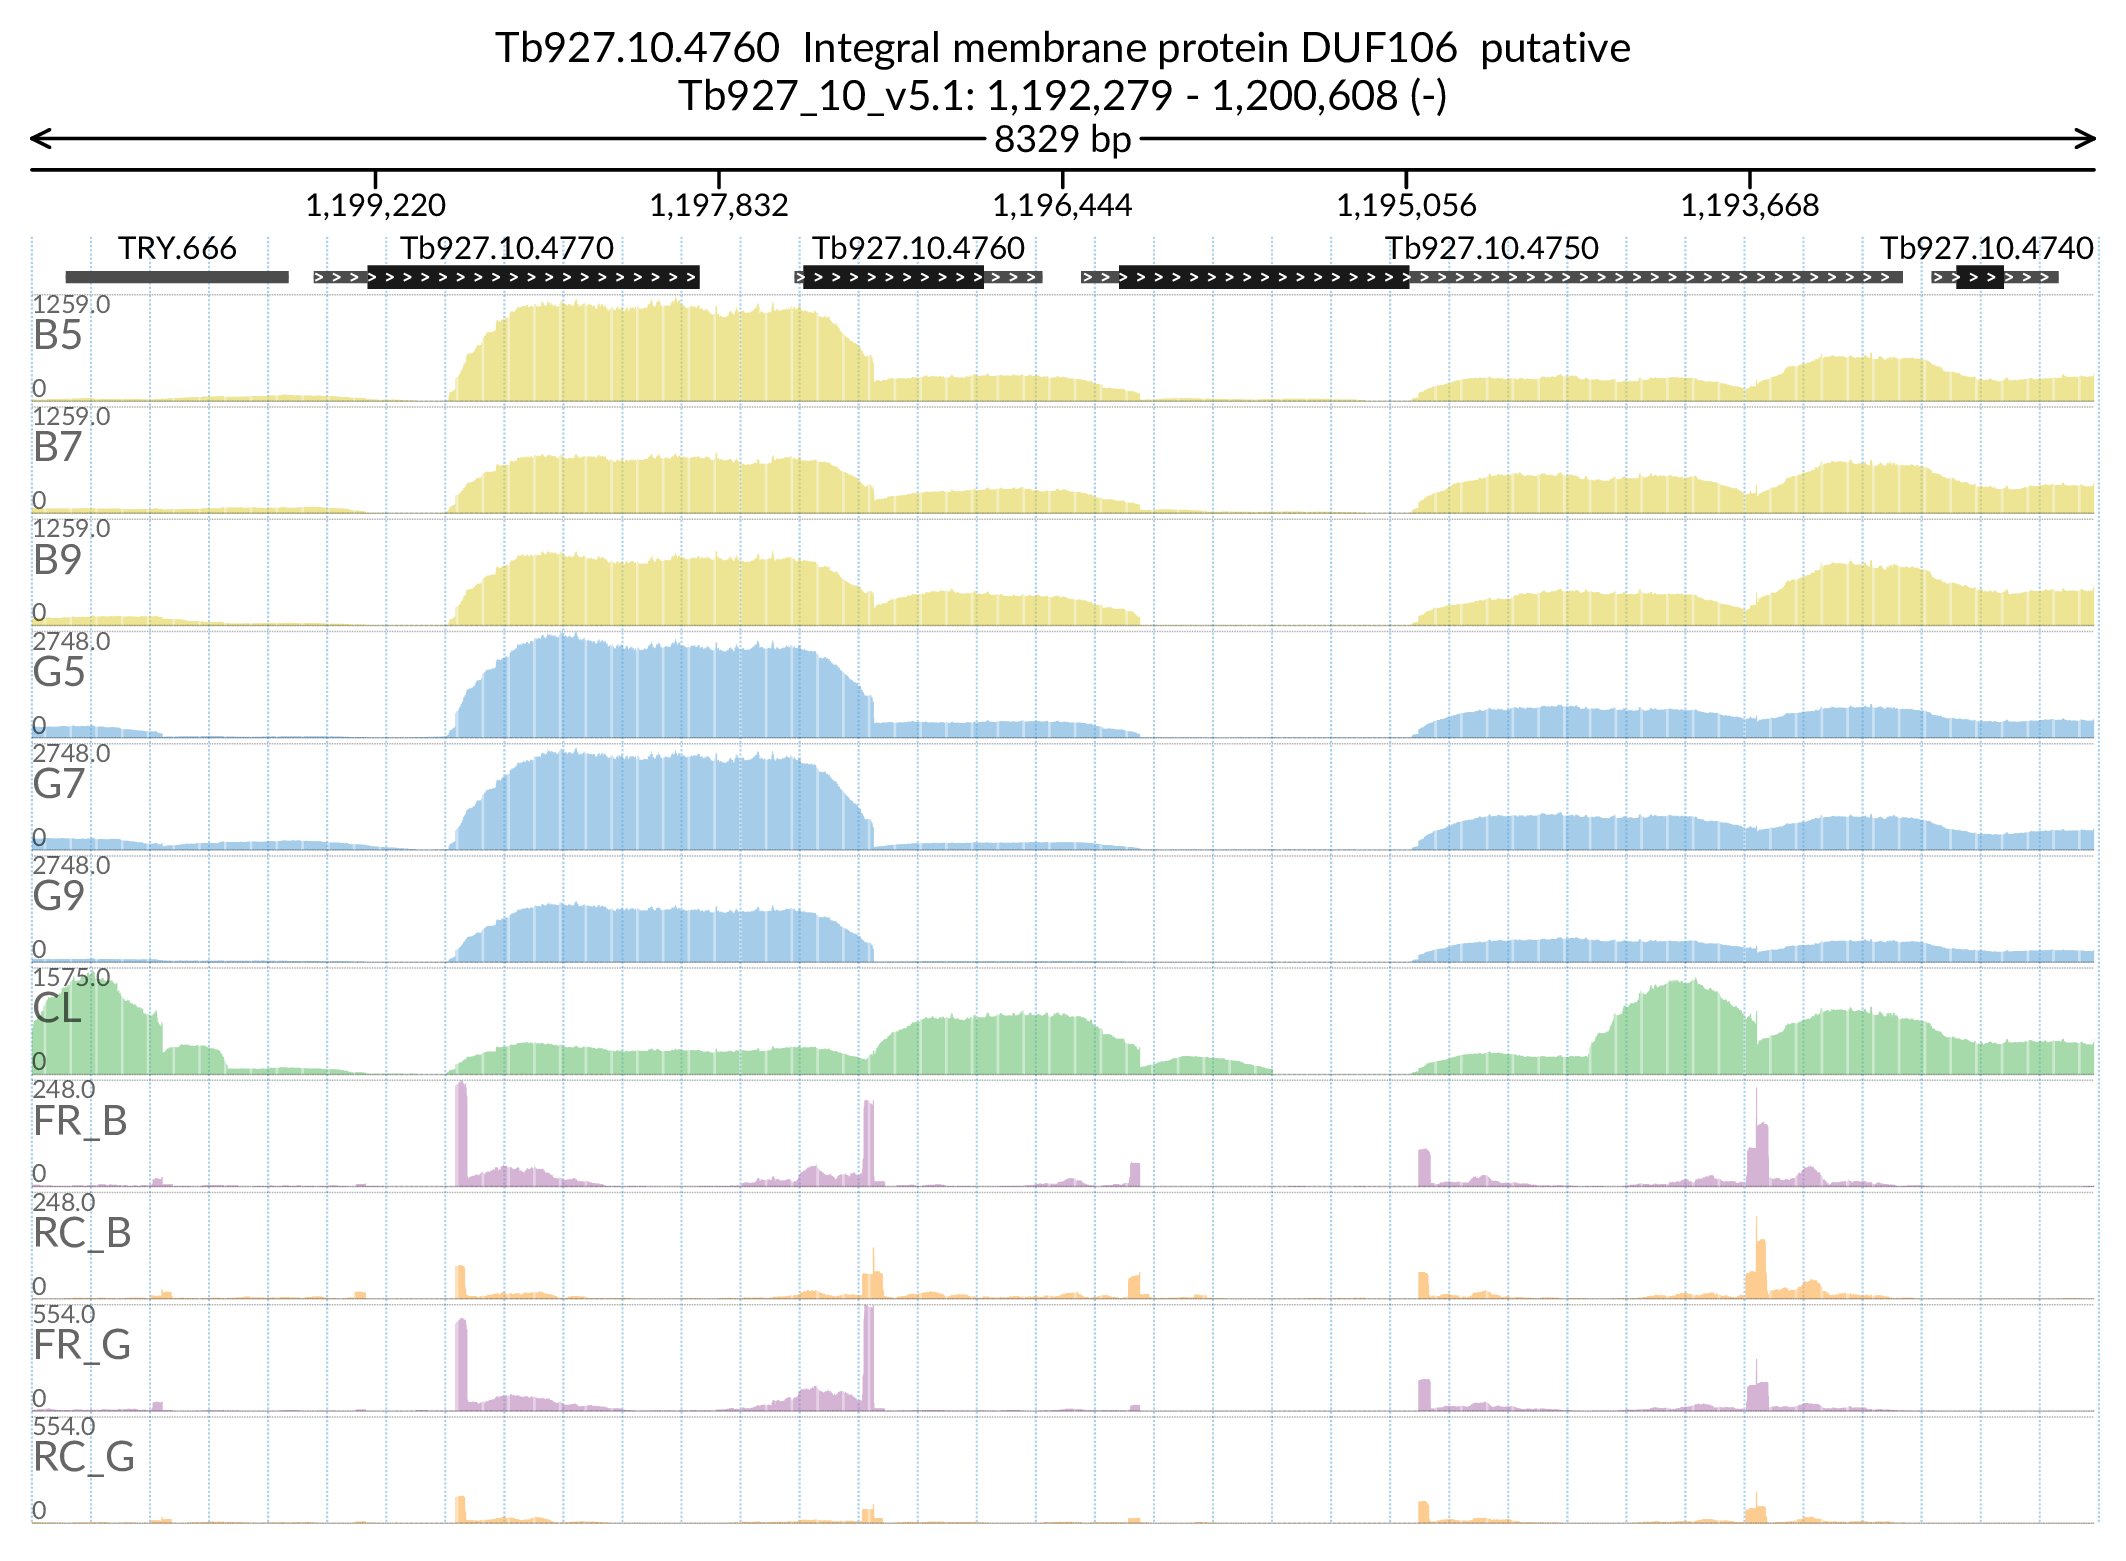 Tb927.10.4760  Integral membrane protein DUF106  putative
Tb927_10_v5.1: 1,192,279 - 1,200,608 (-)
8329 bp
1,199,220 1,197,832 1,196,444 1,195,056 1,193,668
TRY.666 Tb927.10.4770 Tb927.10.4760 Tb927.10.4750 Tb927.10.4740
1259.0
B5
0
1259.0
B7
0
1259.0
B9
0
2748.0
G5
0
2748.0
G7
0
2748.0
G9
0
1575.0
CL
0
248.0
FR_B
0
248.0
RC_B
0
554.0
FR_G
0
554.0
RC_G
0